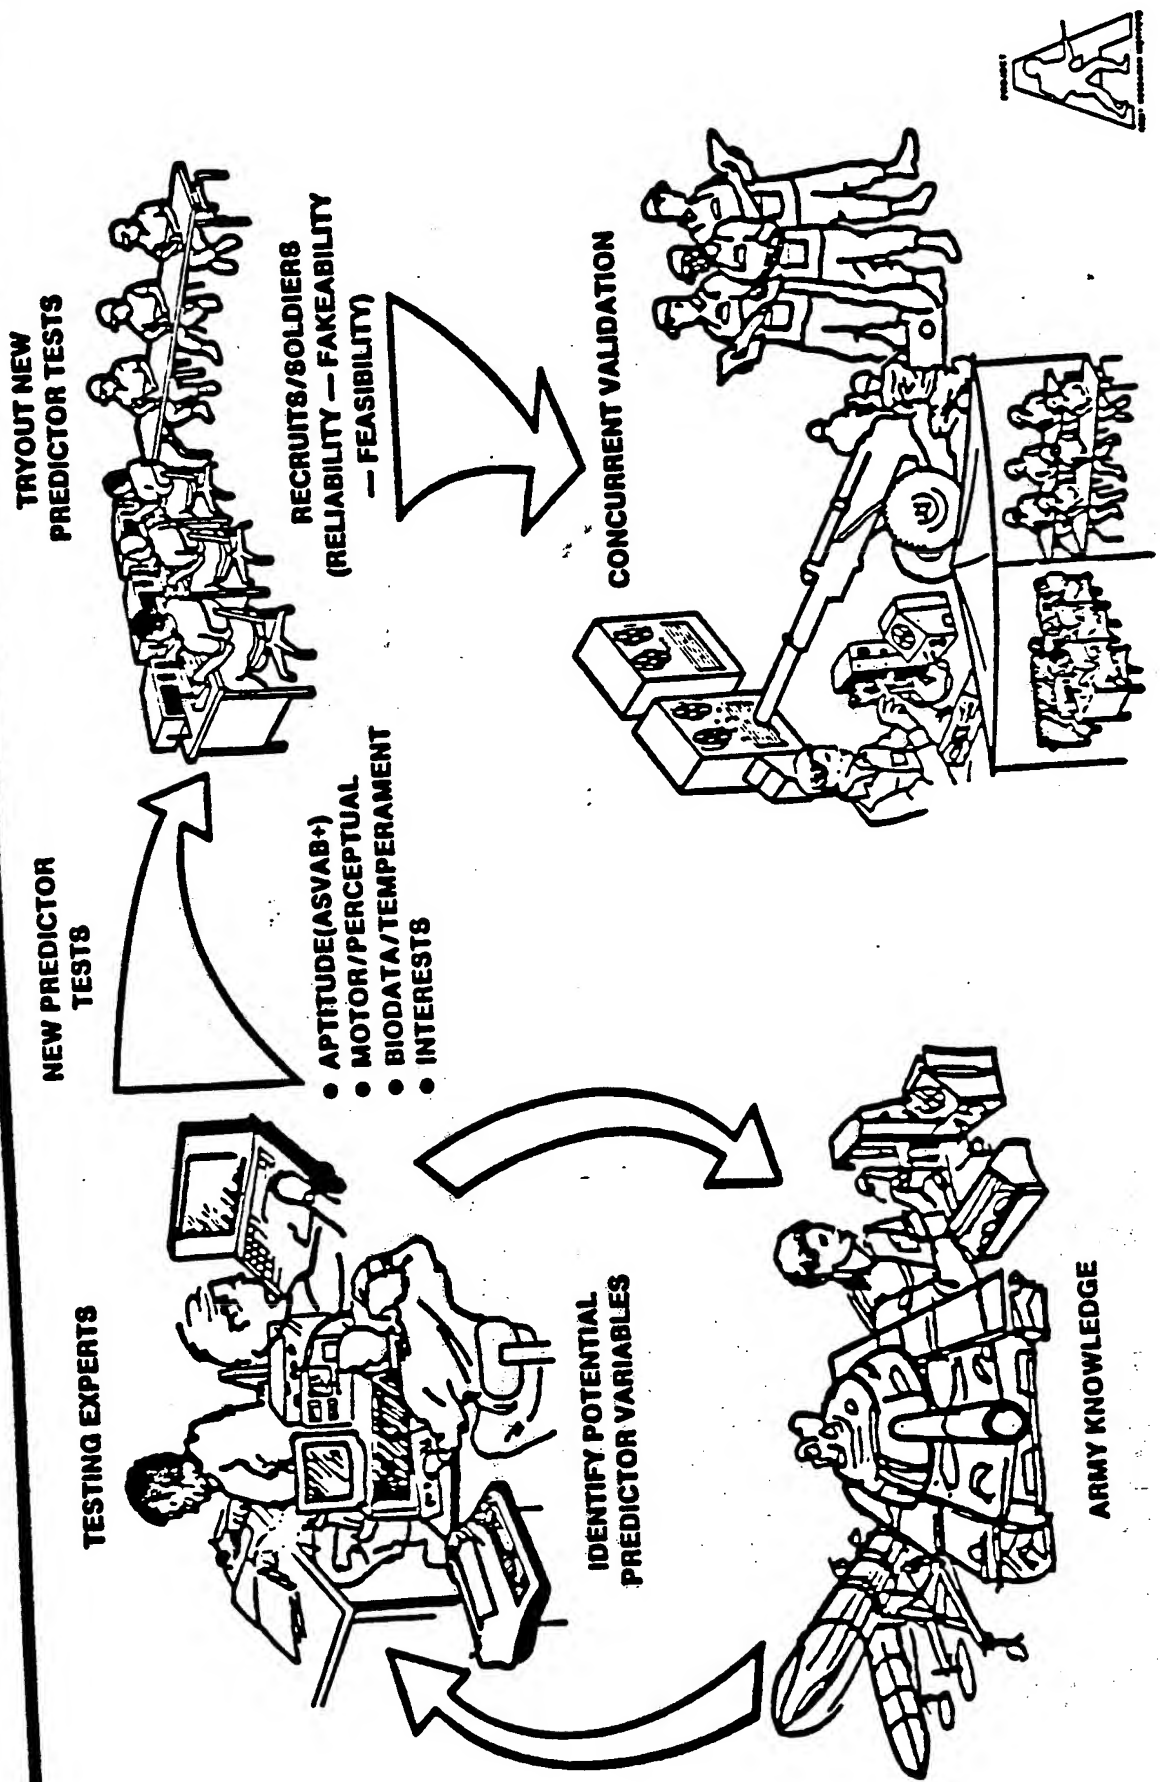 TESTING EXPERTS
NEW PREDICTOR
TESTS
TRYOUT NEW
PREDICTOR TESTS
● APTITUDE(ASVAB+)
● MOTOR/PERCEPTUAL
● BIODATA/TEMPERAMENT
● INTERESTS
RECRUITS/SOLDIERS
(RELIABILITY — FAKEABILITY
— FEASIBILITY)
IDENTIFY POTENTIAL
PREDICTOR VARIABLES
CONCURRENT VALIDATION
ARMY KNOWLEDGE
PROJECT
A